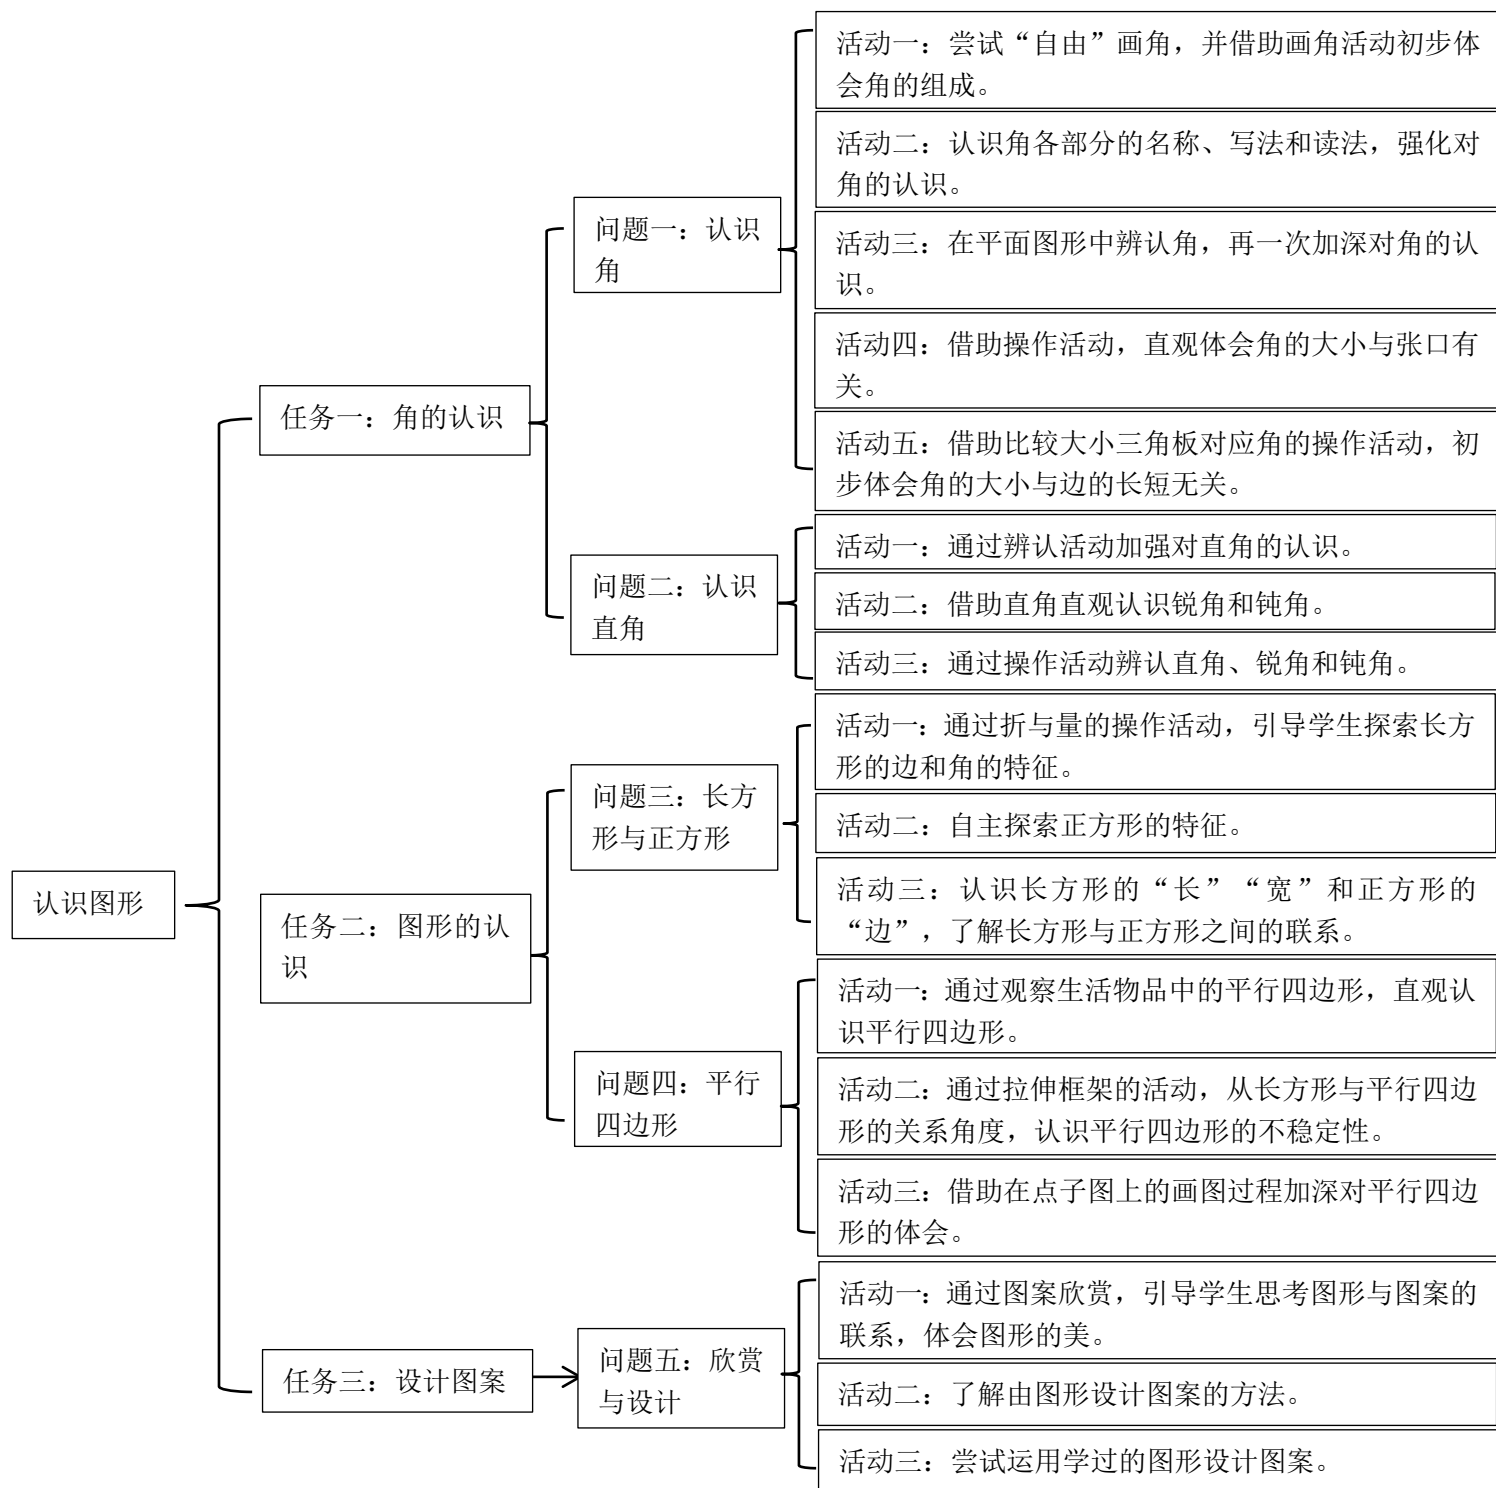 认识图形
任务一：角的认识
问题一：认识
角
活动一：尝试“自由”画角，并借助画角活动初步体
会角的组成。
活动二：认识角各部分的名称、写法和读法，强化对
角的认识。
活动三：在平面图形中辨认角，再一次加深对角的认
识。
活动四：借助操作活动，直观体会角的大小与张口有
关。
活动五：借助比较大小三角板对应角的操作活动，初
步体会角的大小与边的长短无关。
问题二：认识
直角
活动一：通过辨认活动加强对直角的认识。
活动二：借助直角直观认识锐角和钝角。
活动三：通过操作活动辨认直角、锐角和钝角。
任务二：图形的认
识
问题三：长方
形与正方形
活动一：通过折与量的操作活动，引导学生探索长方
形的边和角的特征。
活动二：自主探索正方形的特征。
活动三：认识长方形的“长”“宽”和正方形的
“边”，了解长方形与正方形之间的联系。
问题四：平行
四边形
活动一：通过观察生活物品中的平行四边形，直观认
识平行四边形。
活动二：通过拉伸框架的活动，从长方形与平行四边
形的关系角度，认识平行四边形的不稳定性。
活动三：借助在点子图上的画图过程加深对平行四边
形的体会。
任务三：设计图案
问题五：欣赏
与设计
活动一：通过图案欣赏，引导学生思考图形与图案的
联系，体会图形的美。
活动二：了解由图形设计图案的方法。
活动三：尝试运用学过的图形设计图案。